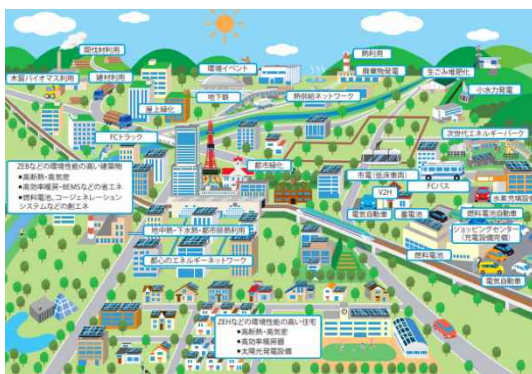 間伐材利用
環境イベント
熱利用
廃棄物発電
生ごみ堆肥化
木質バイオマス利用
建材利用
小水力発電
屋上緑化
地下鉄
熱供給ネットワーク
FCトラック
次世代エネルギーパーク
ZEBなどの環境性能の高い建築物
●高断熱・高気密
●高効率暖房・BEMSなどの省エネ
●燃料電池、コージェネレーション
システムなどの創エネ
都市緑化
市電(低床車両)
FCバス
V2H
水素充填設備
電気自動車
蓄電池
燃料電池自動車
ショッピングセンター
(充電設備完備)
地中熱・下水熱・都市排熱利用
燃料電池
都心のエネルギーネットワーク
電気自動車
ZEHなどの環境性能の高い住宅
●高断熱・高気密
●高効率暖房器
●太陽光発電設備